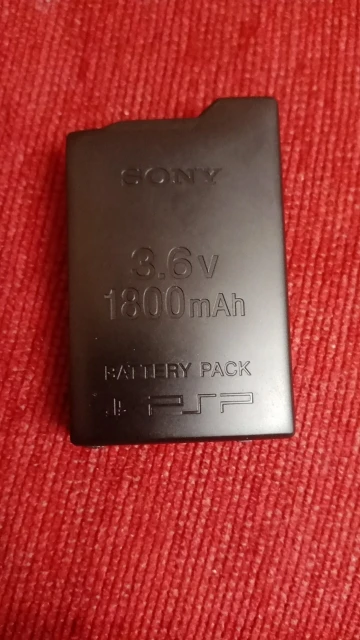 SONY
3.6V
1800mAh
BATTERY PACK
PSP